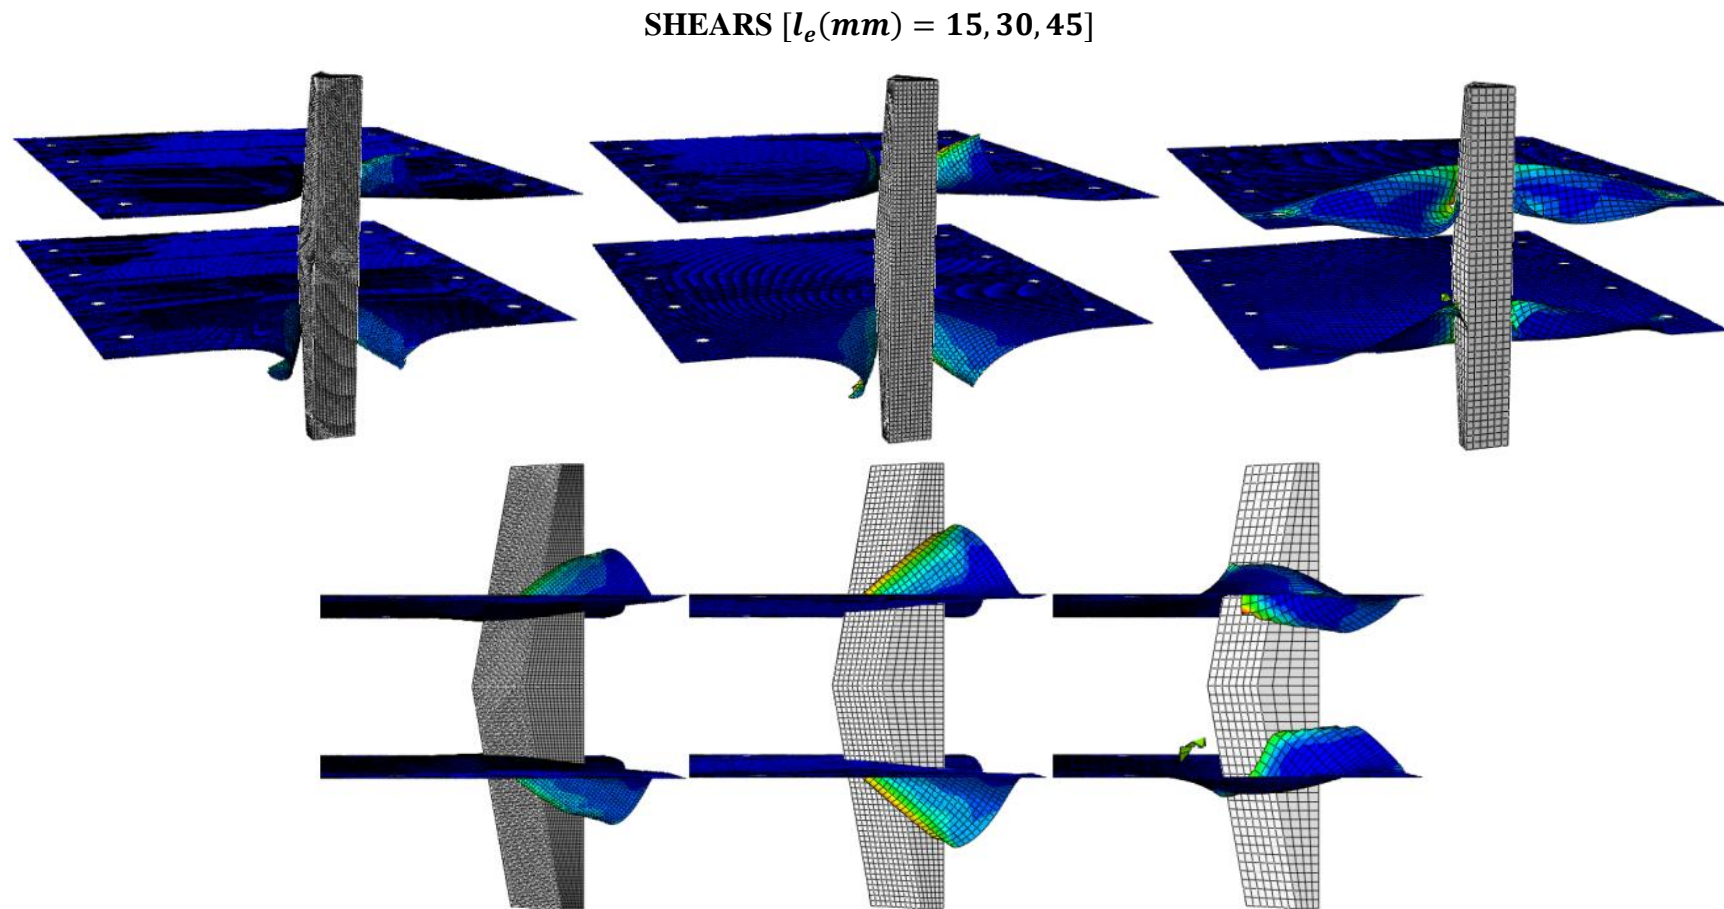 SHEARS [l_e(mm) = 15, 30, 45]